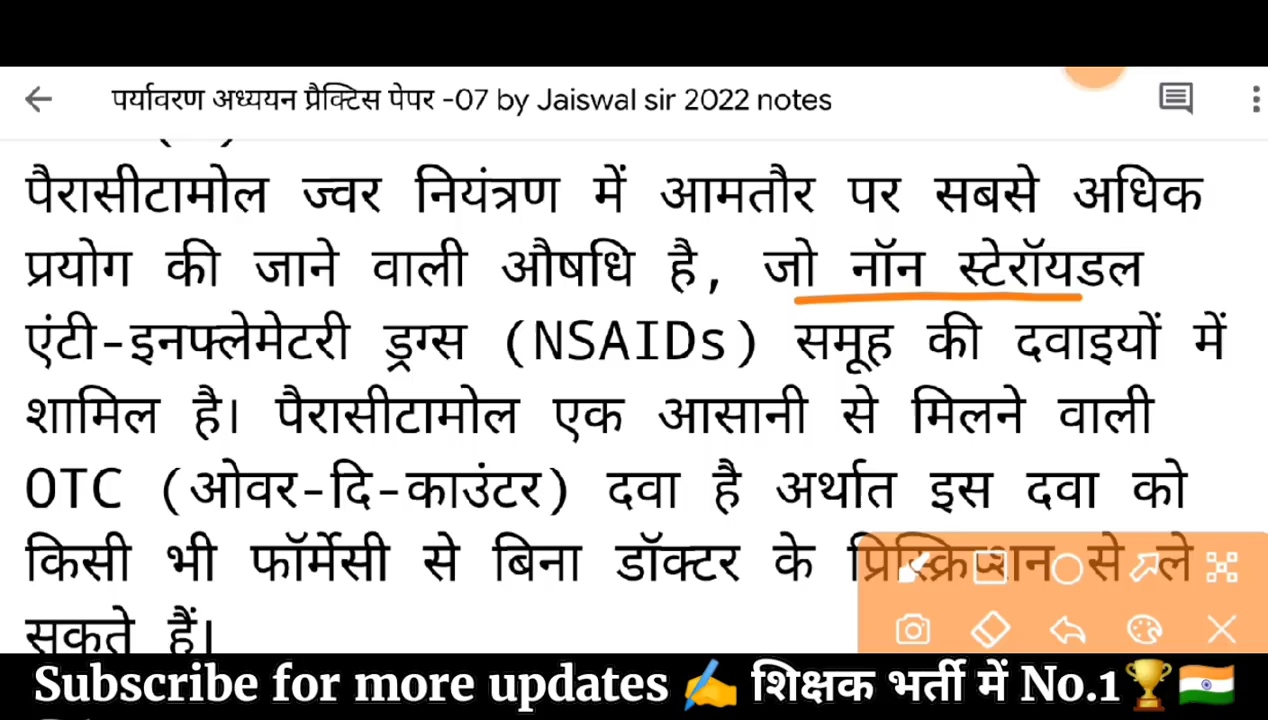 पर्यावरण अध्ययन प्रैक्टिस पेपर -07 by Jaiswal sir 2022 notes
पैरासीटामोल ज्वर नियंत्रण में आमतौर पर सबसे अधिक
प्रयोग की जाने वाली औषधि है, जो नॉन स्टेरॉयडल
एंटी-इनफ्लेमेटरी ड्रग्स (NSAIDs) समूह की दवाइयों में
शामिल है। पैरासीटामोल एक आसानी से मिलने वाली
OTC (ओवर-दि-काउंटर) दवा है अर्थात इस दवा को
किसी भी फॉर्मेसी से बिना डॉक्टर के प्रिस्क्रिप्शन से ले
सकते हैं।
Subscribe for more updates ✍️ शिक्षक भर्ती में No.1🏆🇮🇳